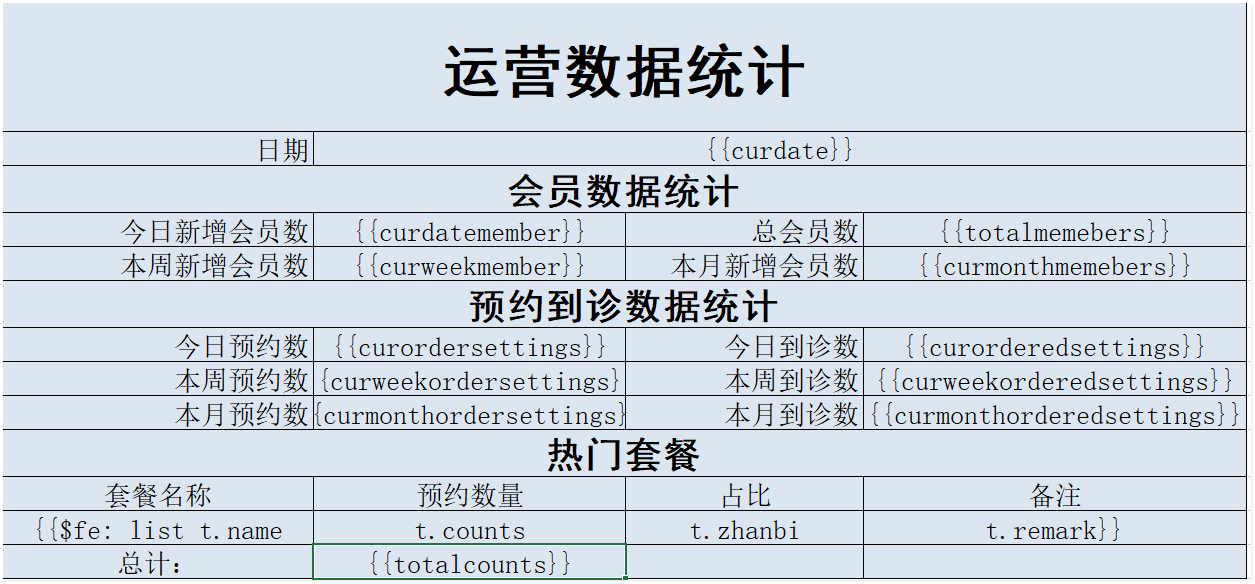 运营数据统计
日期 {{curdate}}
会员数据统计
今日新增会员数 {{curdatemember}} 总会员数 {{totalmemebers}}
本周新增会员数 {{curweekmember}} 本月新增会员数 {{curmonthmemebers}}
预约到诊数据统计
今日预约数 {{curordersettings}} 今日到诊数 {{curorderedsettings}}
本周预约数 {curweekordersettings} 本周到诊数 {{curweekorderedsettings}}
本月预约数 {curmonthordersettings} 本月到诊数 {{curmonthorderedsettings}}
热门套餐
套餐名称 预约数量 占比 备注
{{$fe: list t.name t.counts t.zhanbi t.remark}}
总计： {{totalcounts}}